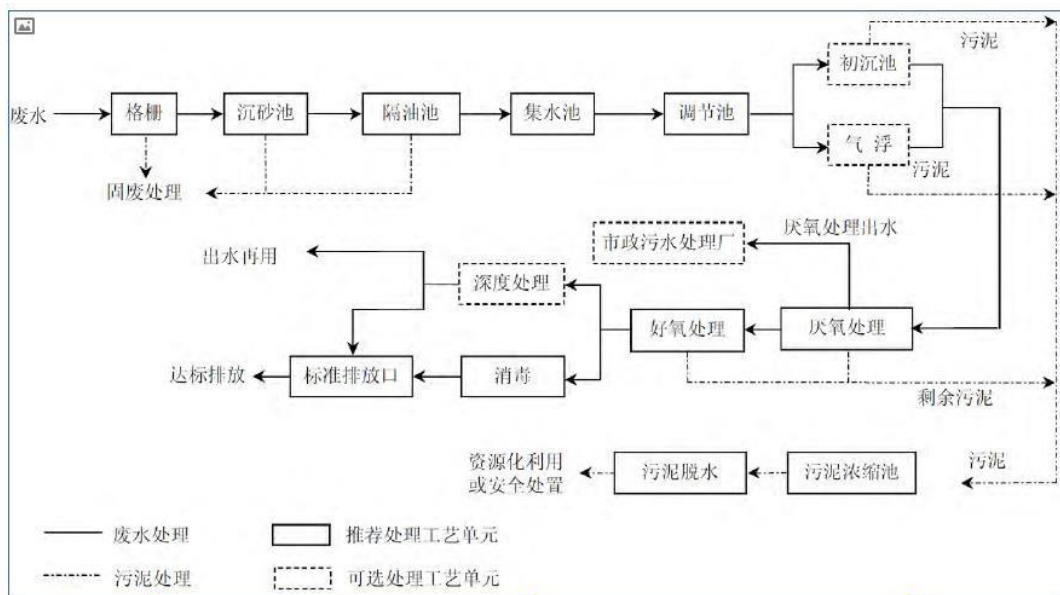 污泥
初沉池
废水
格栅
沉砂池
隔油池
集水池
调节池
气浮
污泥
固废处理
厌氧处理出水
市政污水处理厂
出水再用
深度处理
好氧处理
厌氧处理
达标排放
标准排放口
消毒
剩余污泥
资源化利用
或安全处置
污泥脱水
污泥浓缩池
污泥
废水处理
推荐处理工艺单元
污泥处理
可选处理工艺单元